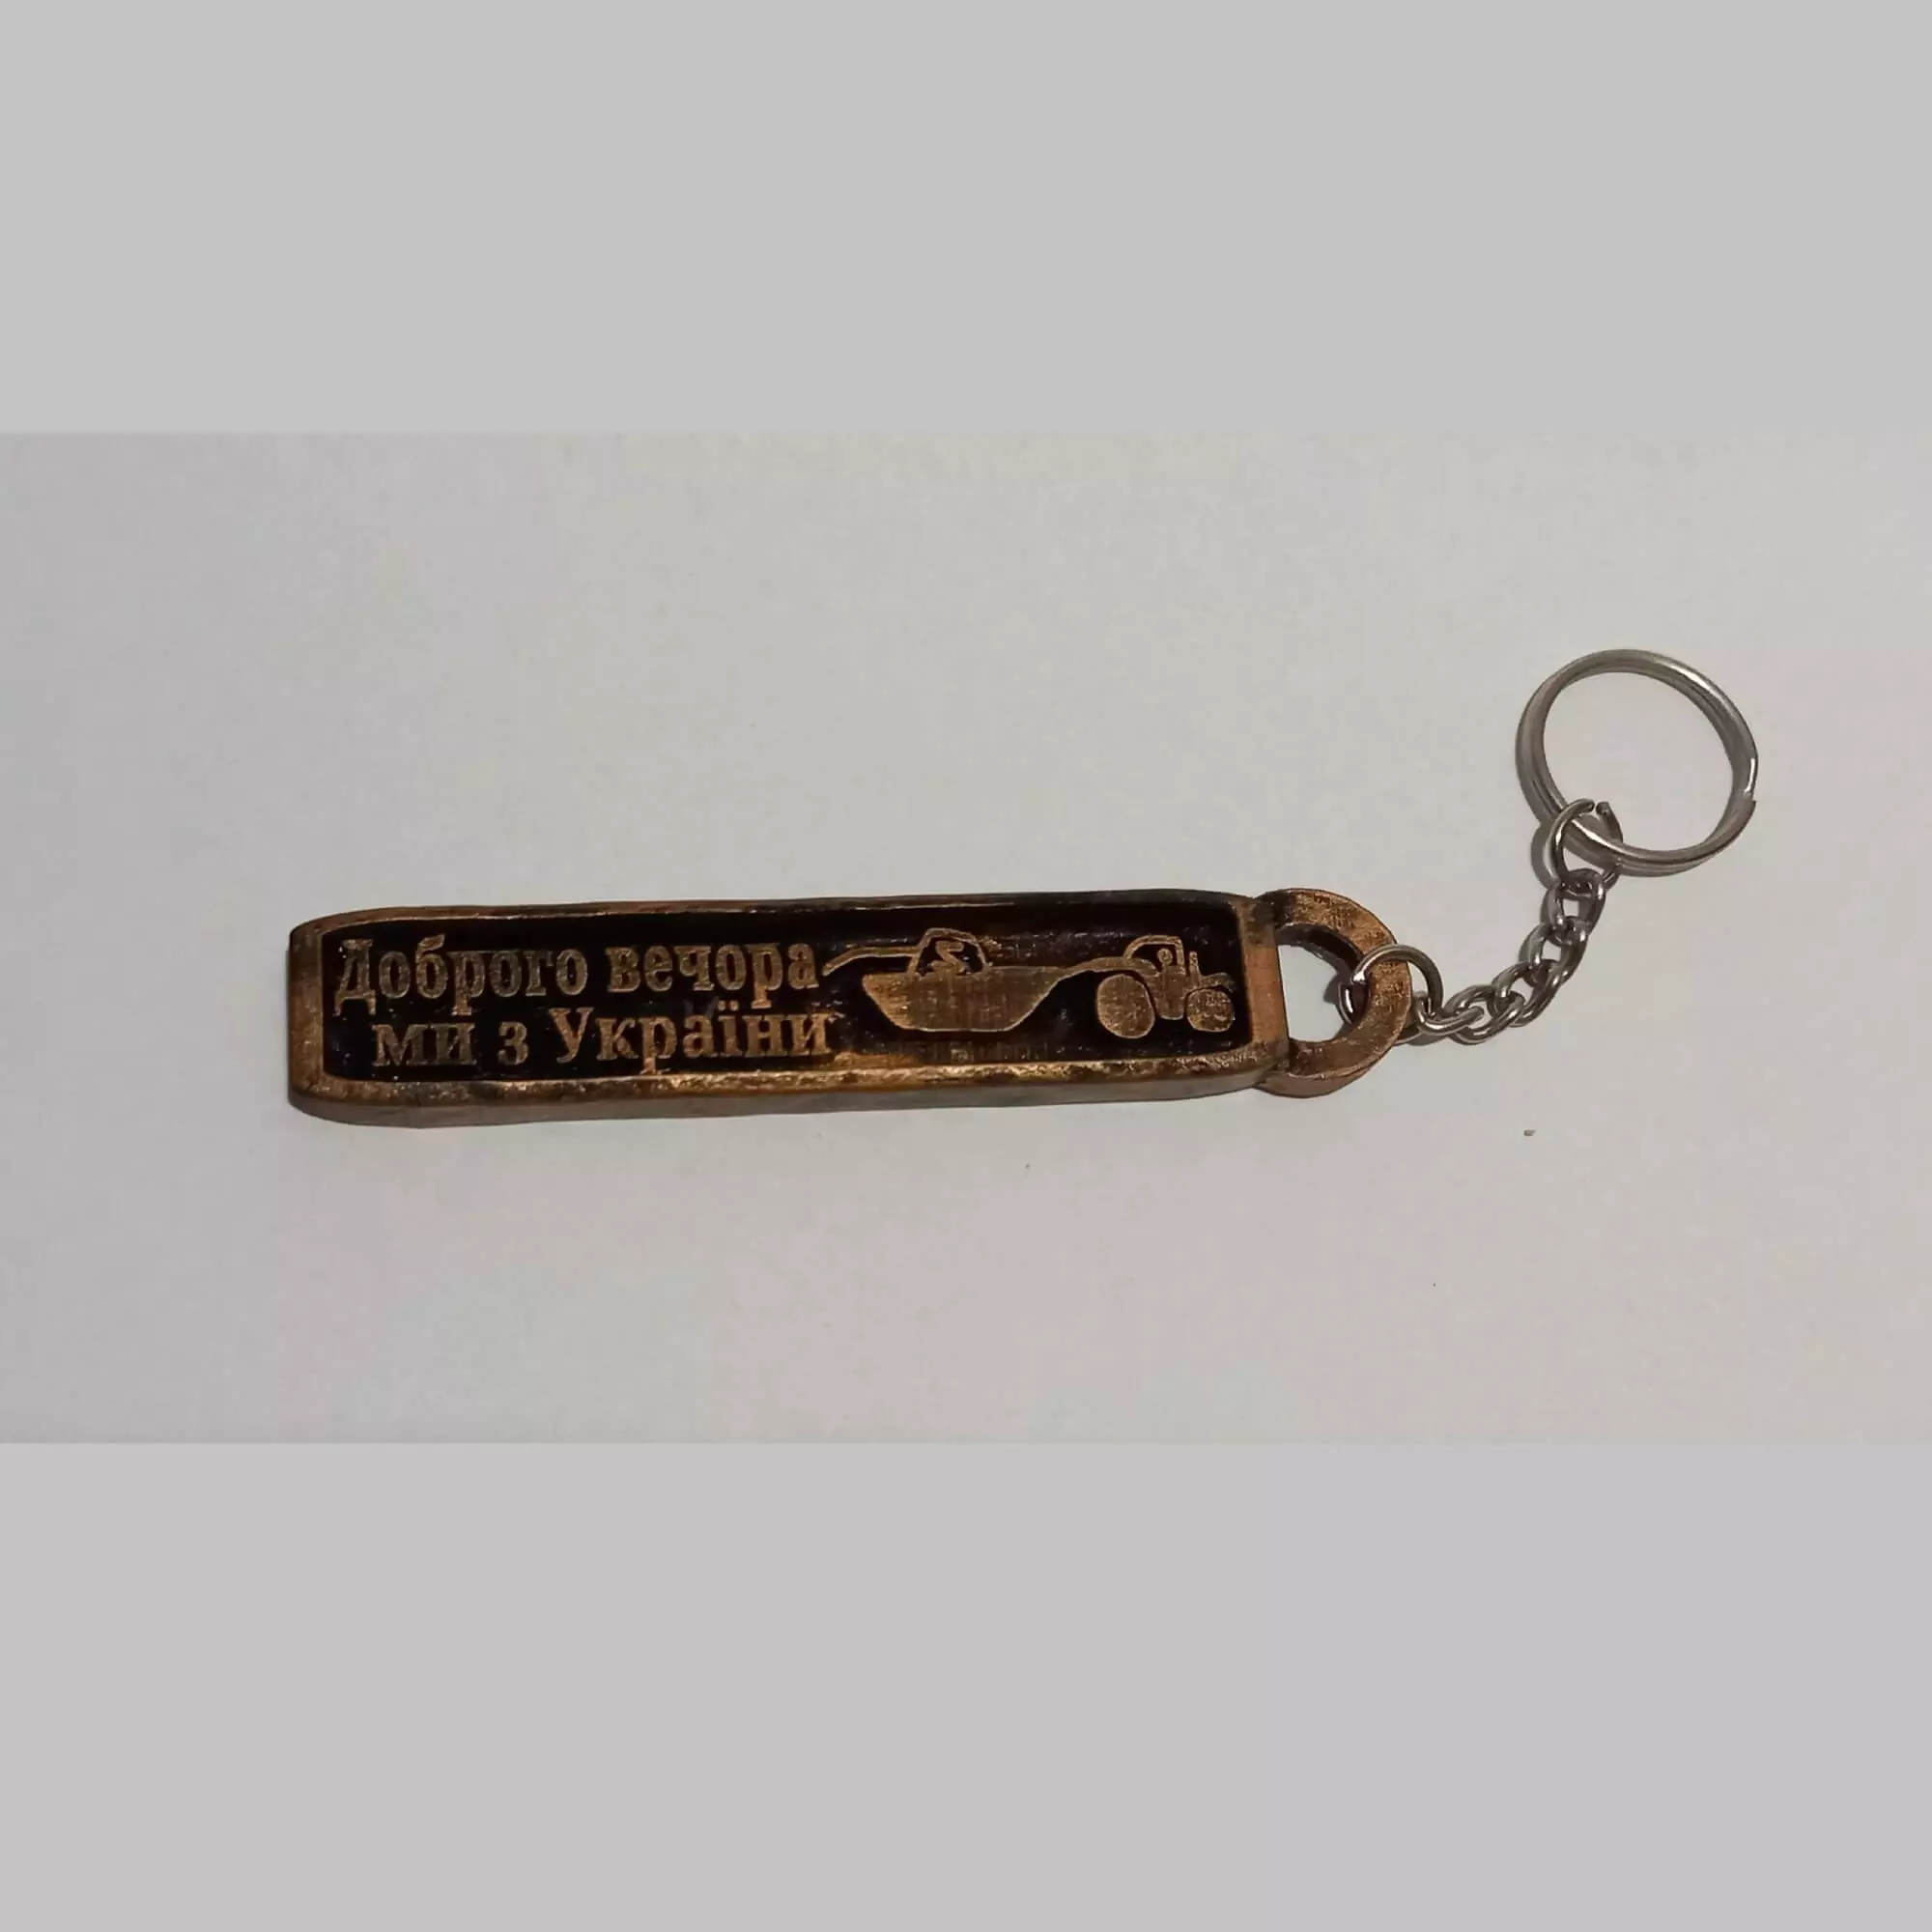 Доброго вечора
ми з України